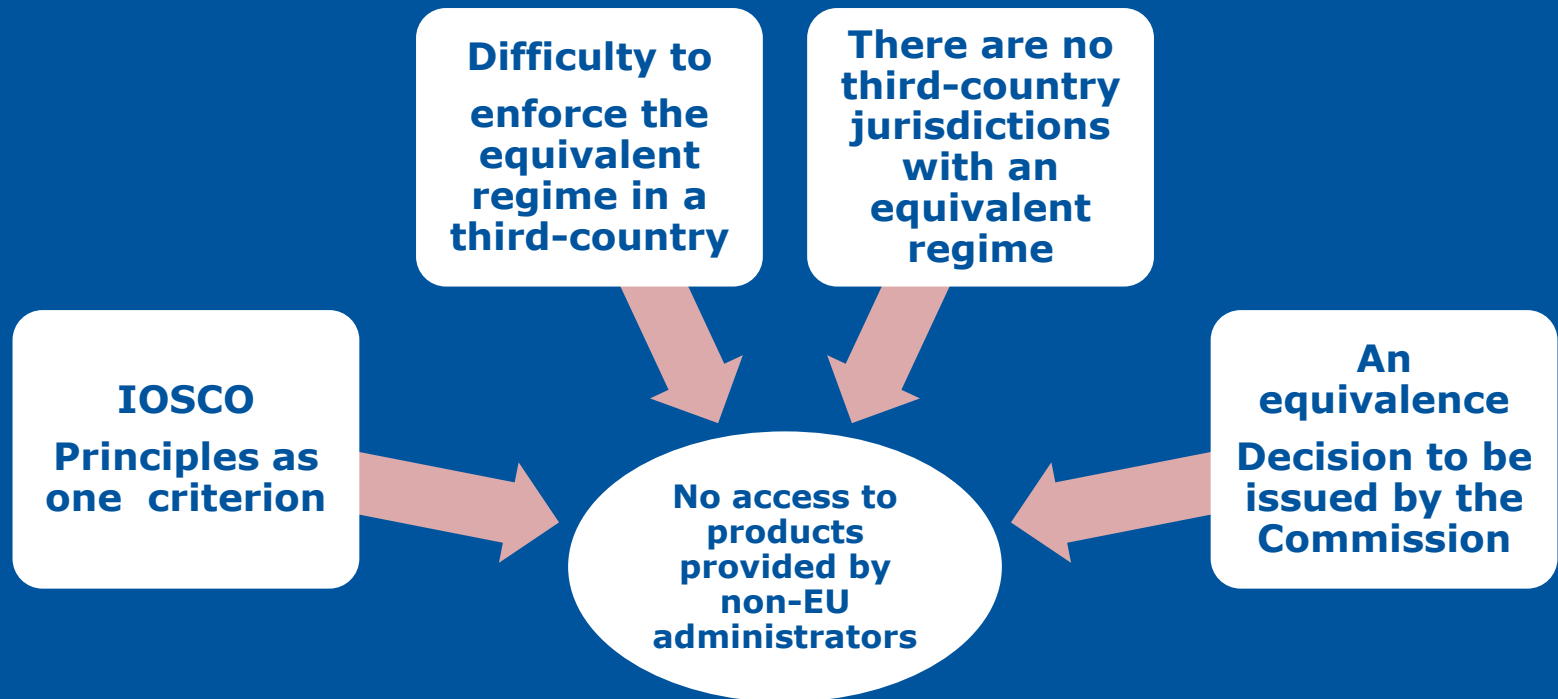 Difficulty to
enforce the
equivalent
regime in a
third-country
There are no
third-country
jurisdictions
with an
equivalent
regime
IOSCO
Principles as
one criterion
An
equivalence
Decision to be
issued by the
Commission
No access to
products
provided by
non-EU
administrators